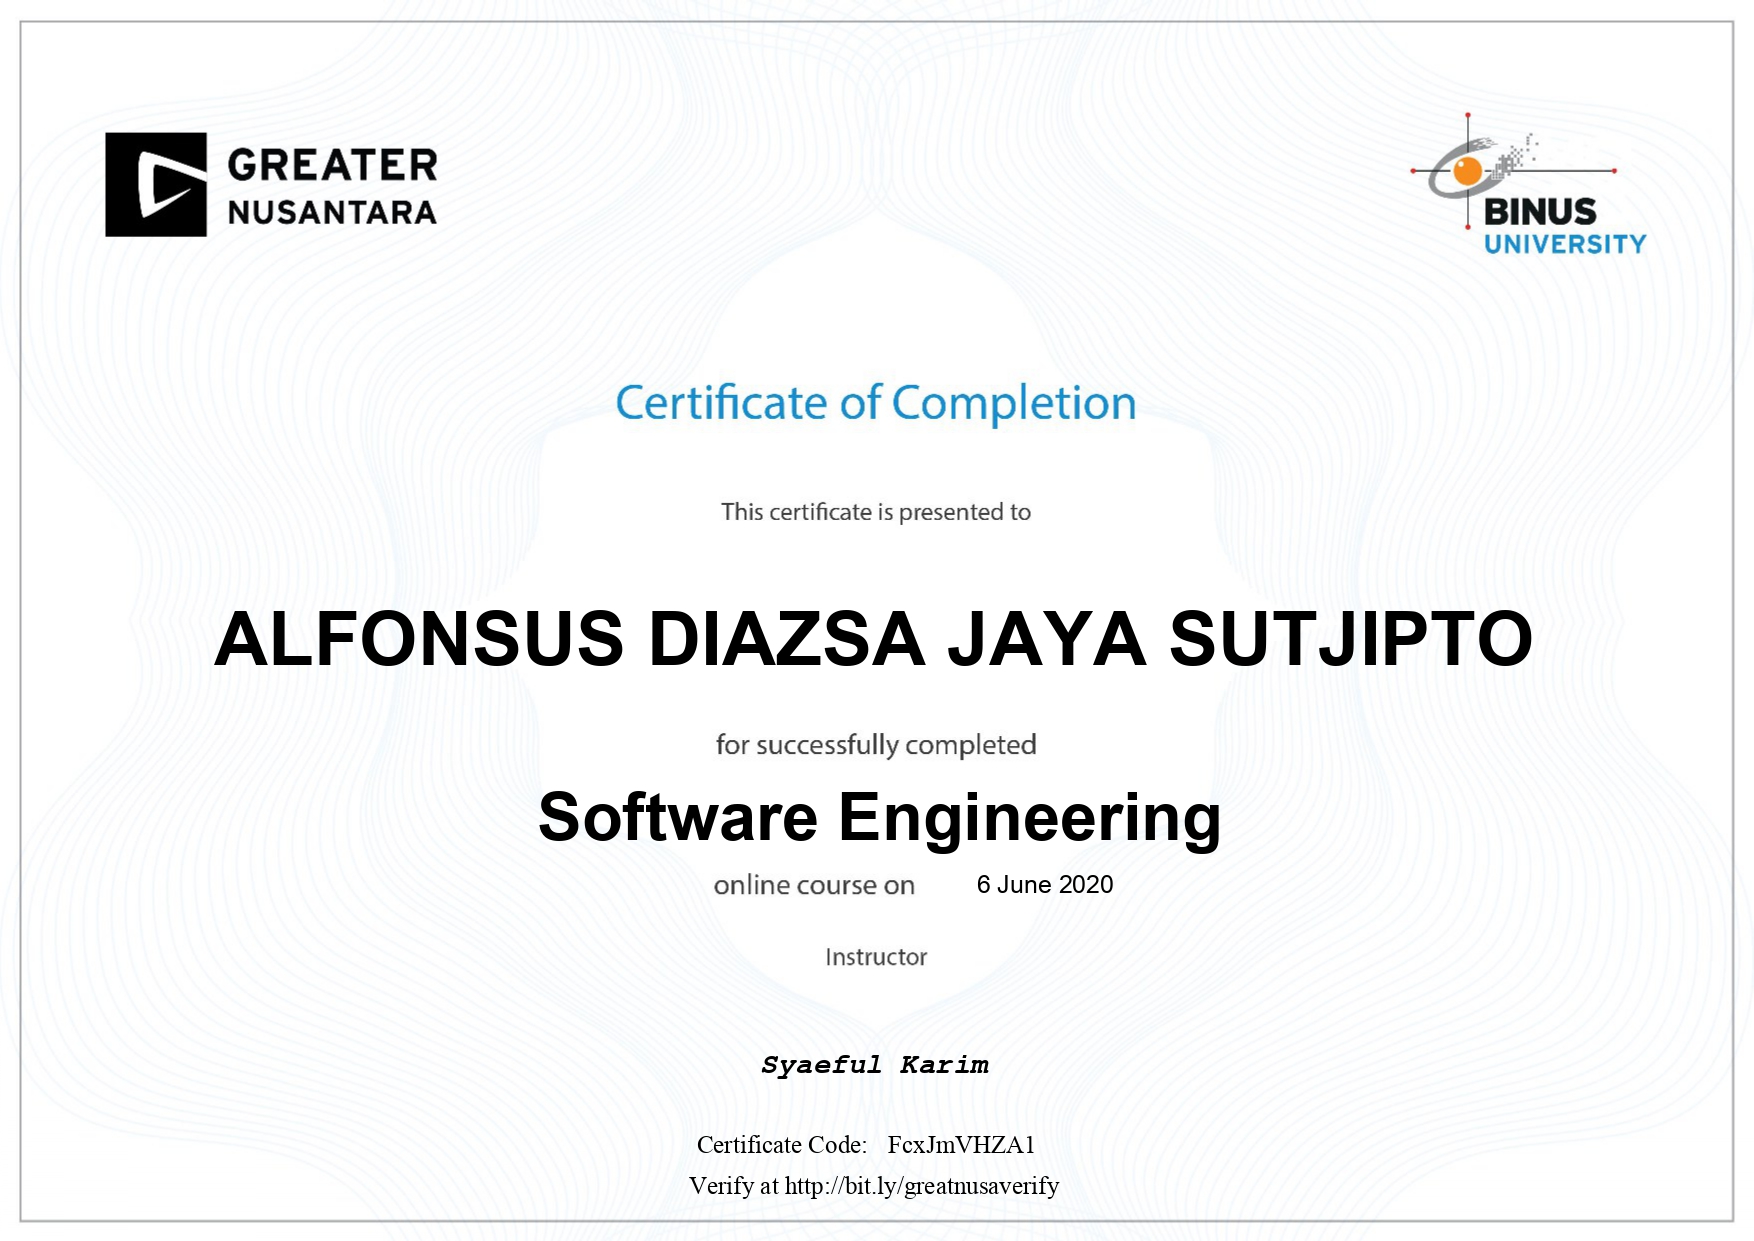 GREATER
NUSANTARA
BINUS
UNIVERSITY
Certificate of Completion
This certificate is presented to
ALFONSUS DIAZSA JAYA SUTJIPTO
for successfully completed
Software Engineering
online course on 6 June 2020
Instructor
Syaeful Karim
Certificate Code: FcxJmVHZA1
Verify at http://bit.ly/greatnusaverify